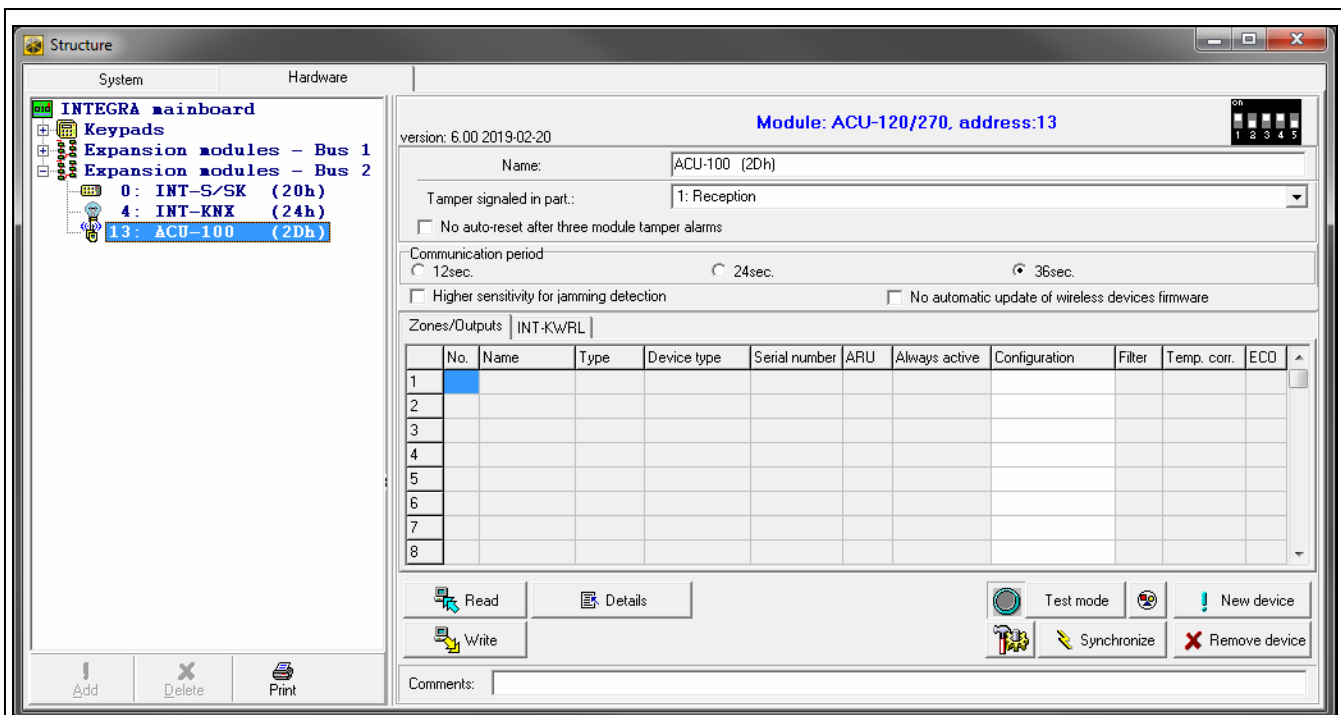 Structure
System Hardware
INTEGRA mainboard
Keypads
Expansion modules – Bus 1
Expansion modules – Bus 2
0: INT-S/SK (20h)
4: INT-KNX (24h)
13: ACU-100 (2Dh)
Add Delete Print
version: 6.00 2019-02-20 Module: ACU-120/270, address:13
on
1 2 3 4 5
Name: ACU-100 (2Dh)
Tamper signaled in part.: 1: Reception
No auto-reset after three module tamper alarms
Communication period
12sec. 24sec. 36sec.
Higher sensitivity for jamming detection No automatic update of wireless devices firmware
Zones/Outputs INT-KWRL
No. Name Type Device type Serial number ARU Always active Configuration Filter Temp. corr. ECO
1
2
3
4
5
6
7
8
Read Details Test mode New device
Write Synchronize Remove device
Comments: